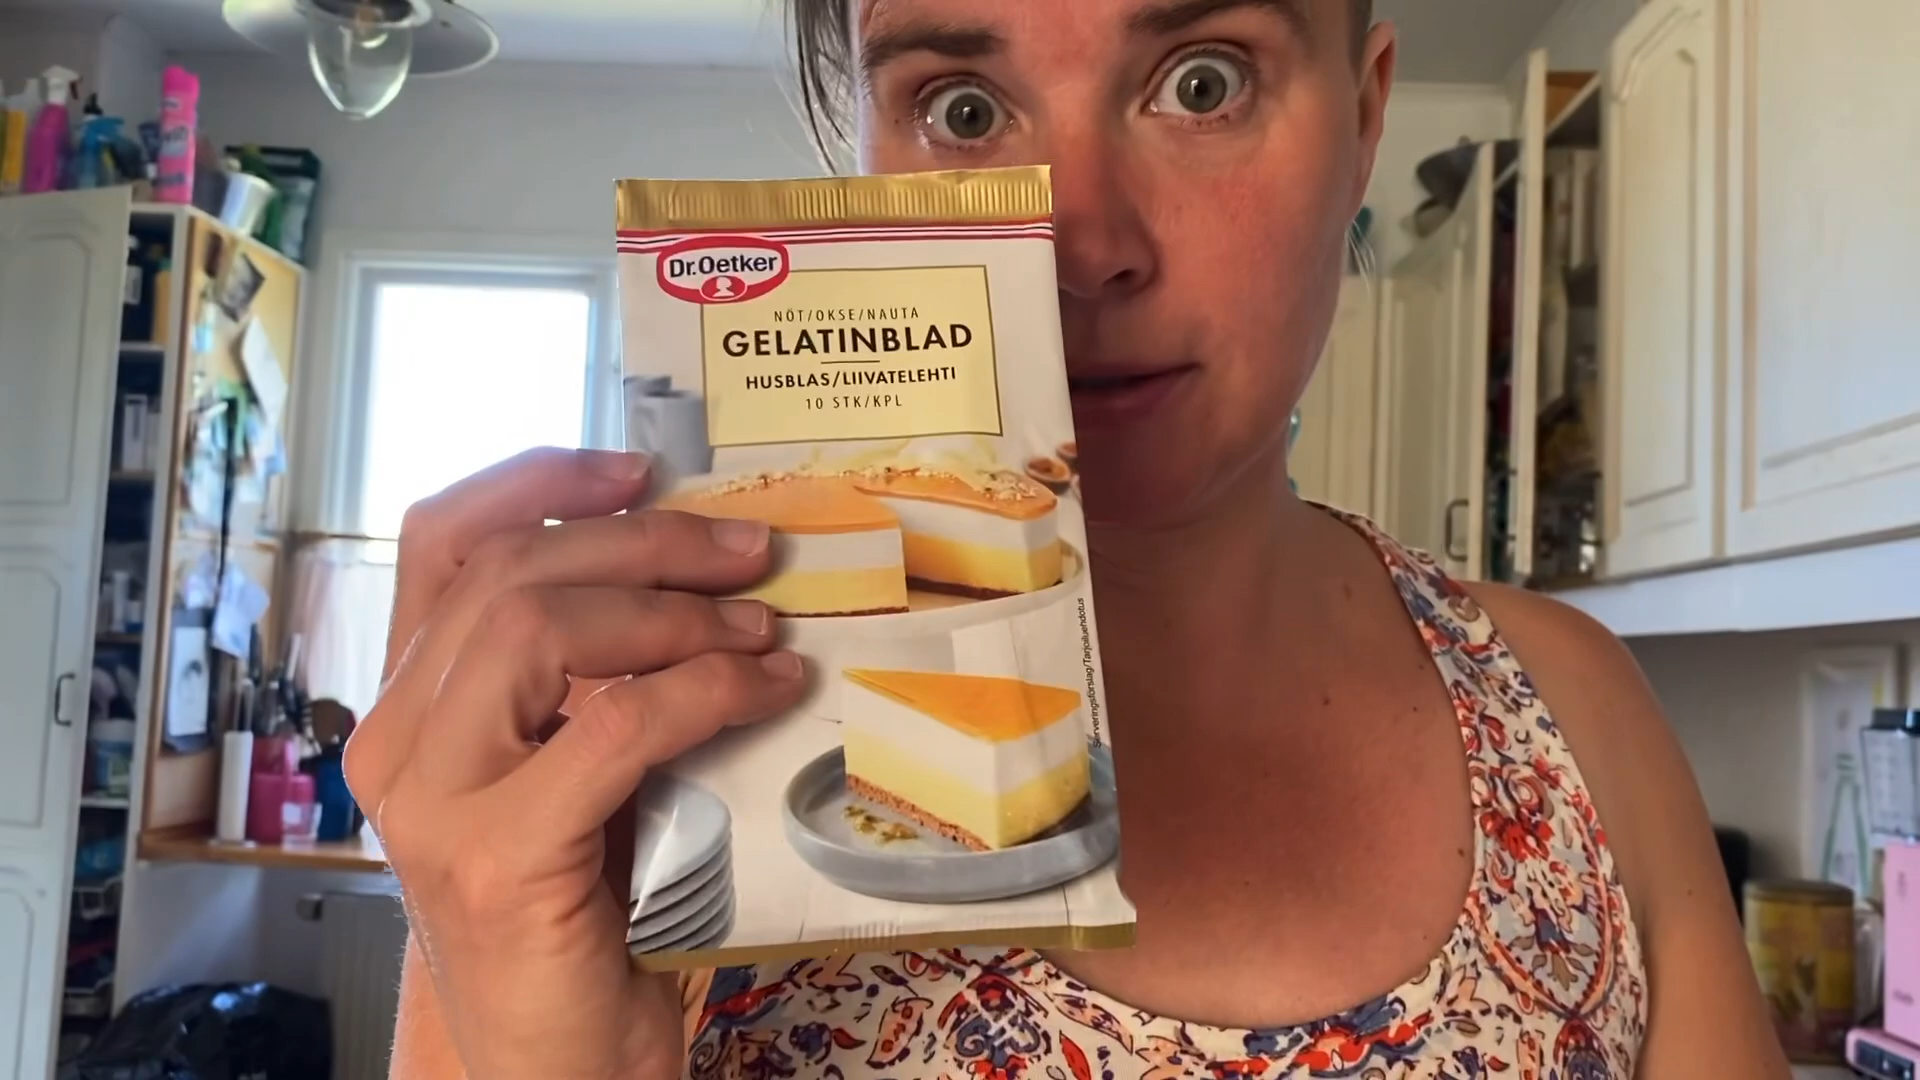 Dr.Oetker
NÖT/OKSE/NAUTA
GELATINBLAD
HUSBLAS/LIIVATELEHTI
10 STK/KPL
Serveringsförslag/Tarjoiluehdotus